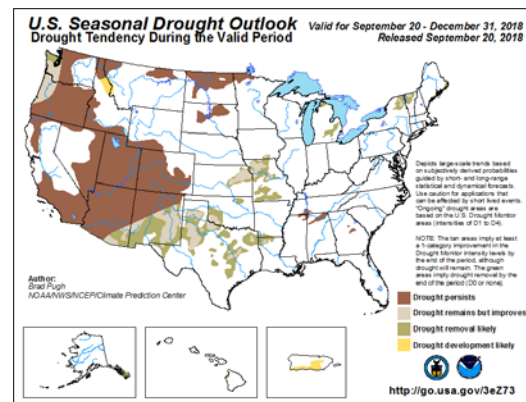 U.S. Seasonal Drought Outlook
Drought Tendency During the Valid Period
Valid for September 20 - December 31, 2018
Released September 20, 2018
Depicts large-scale trends based
on subjectively derived probabilities
guided by short- and long-range
statistical and dynamical forecasts.
Use caution for applications that
can be affected by short lived events.
"Ongoing" drought areas are
based on the U.S. Drought Monitor
areas (intensities of D1 to D4).
NOTE: The tan areas imply at least
a 1-category improvement in the
Drought Monitor intensity levels by
the end of the period, although
drought will remain. The green
areas imply drought removal by the
end of the period (D0 or none).
Author:
Brad Pugh
NOAA/NWS/NCEP/Climate Prediction Center
Drought persists
Drought remains but improves
Drought removal likely
Drought development likely
http://go.usa.gov/3eZ73